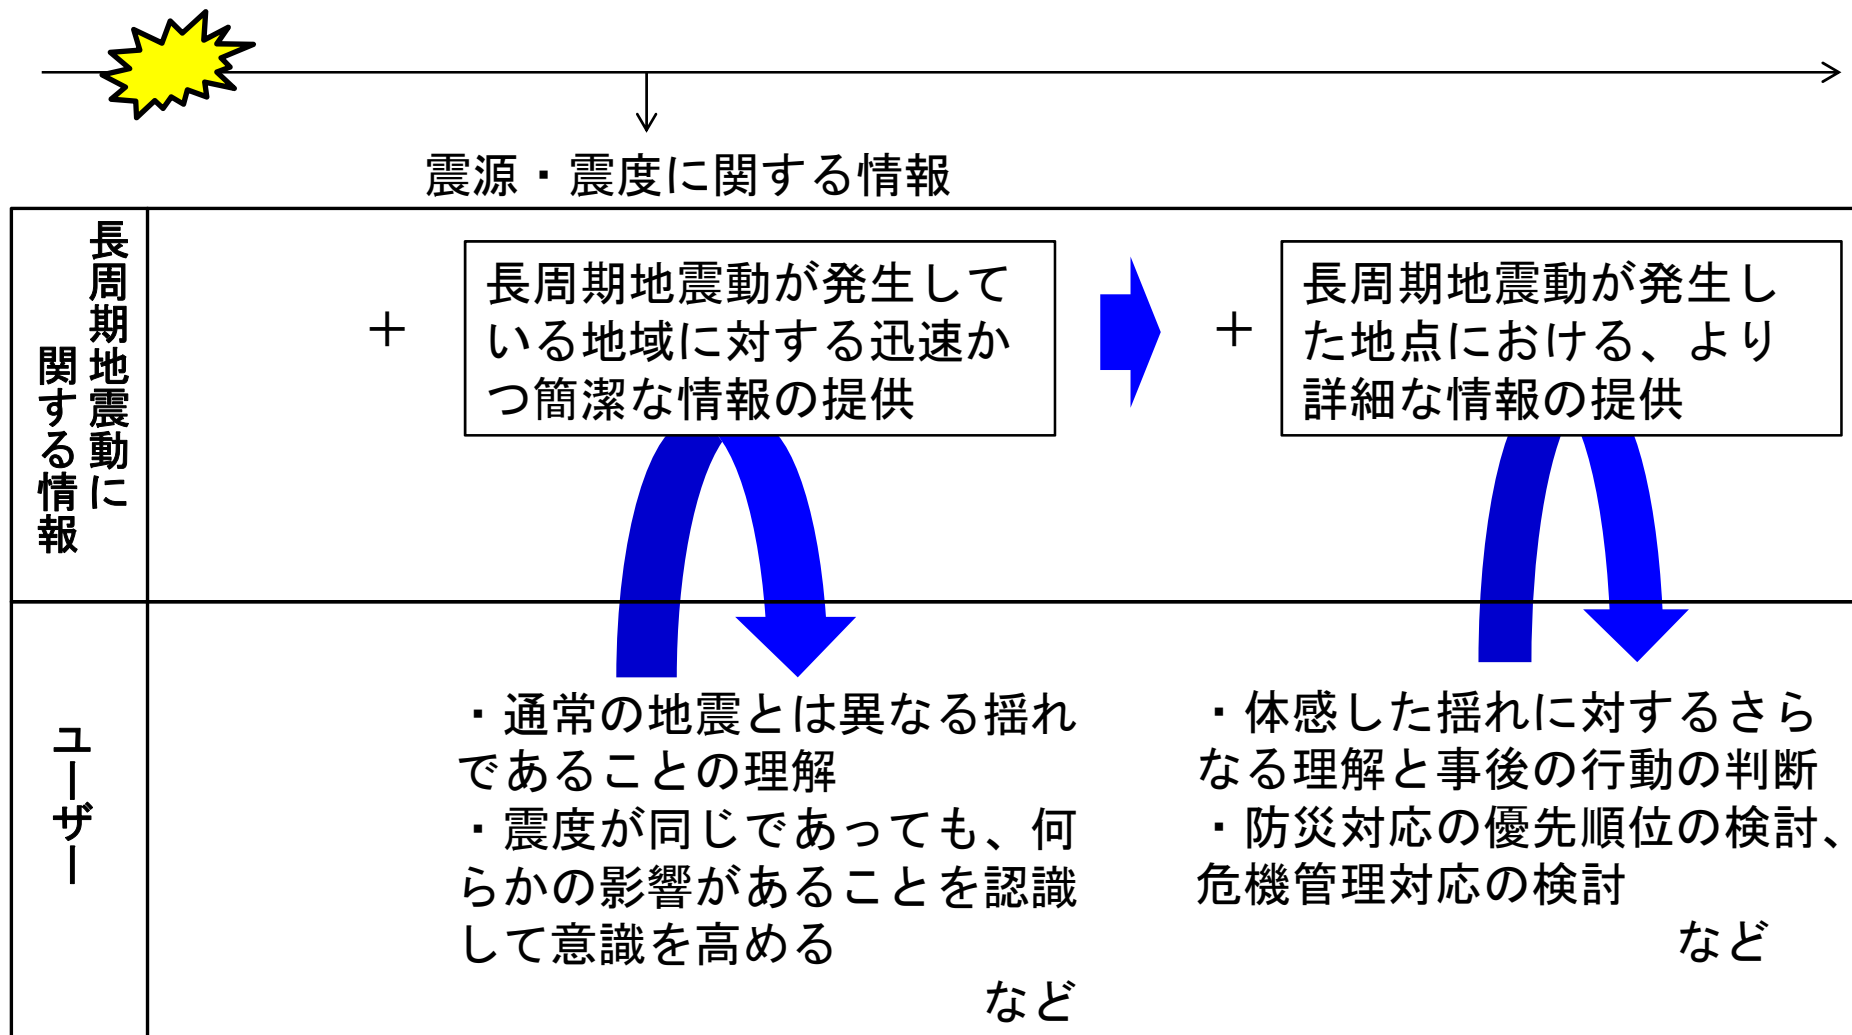 震源・震度に関する情報
長周期地震動に
関する情報
＋
長周期地震動が発生して
いる地域に対する迅速か
つ簡潔な情報の提供
＋
長周期地震動が発生し
た地点における、より
詳細な情報の提供
ユーザー
・通常の地震とは異なる揺れ
であることの理解
・震度が同じであっても、何
らかの影響があることを認識
して意識を高める
など
・体感した揺れに対するさら
なる理解と事後の行動の判断
・防災対応の優先順位の検討、
危機管理対応の検討
など